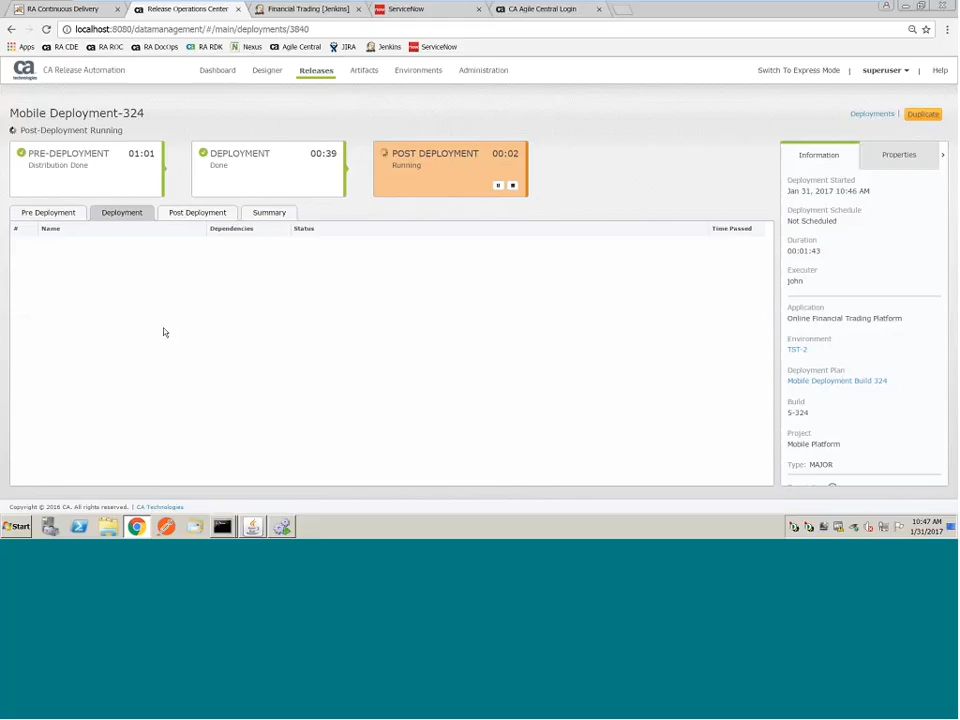 RA Continuous Delivery
Release Operations Center
Financial Trading [Jenkins]
ServiceNow
CA Agile Central Login
localhost:8080/datamanagement/#/main/deployments/3840
Apps RA CDE RA ROC RA DocOps RA RDK Nexus Agile Central JIRA Jenkins ServiceNow
ca technologies CA Release Automation Dashboard Designer Releases Artifacts Environments Administration Switch To Express Mode | superuser | Help
Mobile Deployment-324
Deployments | Duplicate
Post-Deployment Running
PRE-DEPLOYMENT 01:01
Distribution Done
DEPLOYMENT 00:39
Done
POST DEPLOYMENT 00:02
Running
Pre Deployment Deployment Post Deployment Summary
# Name Dependencies Status Time Passed
Information Properties
Deployment Started
Jan 31, 2017 10:46 AM
Deployment Schedule
Not Scheduled
Duration
00:01:43
Executer
john
Application
Online Financial Trading Platform
Environment
TST-2
Deployment Plan
Mobile Deployment Build 324
Build
5-324
Project
Mobile Platform
Type: MAJOR
Copyright © 2016 CA. All rights reserved. | CA Technologies
Start
10:47 AM
1/31/2017